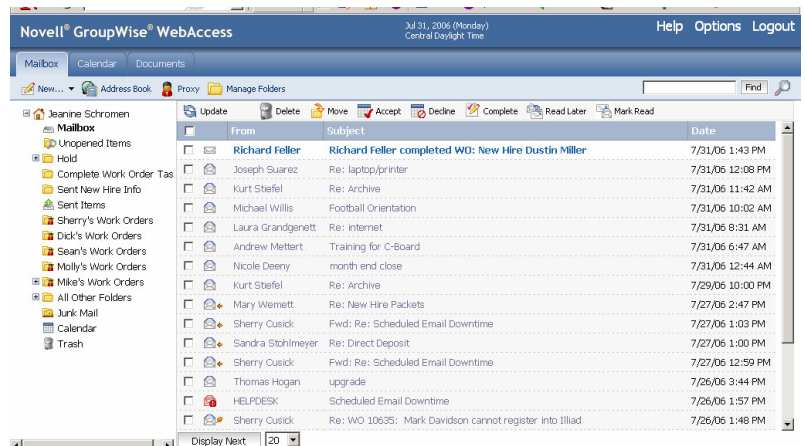 Novell® GroupWise® WebAccess
Jul 31, 2006 (Monday)
Central Daylight Time
Help Options Logout
Mailbox Calendar Documents
New... Address Book Proxy Manage Folders Find
Jeanine Schromen
Mailbox
Unopened Items
Hold
Complete Work Order Tas
Sent New Hire Info
Sent Items
Sherry's Work Orders
Dick's Work Orders
Sean's Work Orders
Molly's Work Orders
Mike's Work Orders
All Other Folders
Junk Mail
Calendar
Trash
Update Delete Move Accept Decline Complete Read Later Mark Read
From Subject Date
Richard Feller Richard Feller completed WO: New Hire Dustin Miller 7/31/06 1:43 PM
Joseph Suarez Re: laptop/printer 7/31/06 12:08 PM
Kurt Stiefel Re: Archive 7/31/06 11:42 AM
Michael Willis Football Orientation 7/31/06 10:02 AM
Laura Grandgenett Re: internet 7/31/06 8:31 AM
Andrew Mettert Training for C-Board 7/31/06 6:47 AM
Nicole Deeny month end close 7/31/06 12:44 AM
Kurt Stiefel Re: Archive 7/29/06 10:00 PM
Mary Wernett Re: New Hire Packets 7/27/06 2:47 PM
Sherry Cusick Fwd: Re: Scheduled Email Downtime 7/27/06 1:03 PM
Sandra Stohlmeyer Re: Direct Deposit 7/27/06 1:00 PM
Sherry Cusick Fwd: Re: Scheduled Email Downtime 7/27/06 12:59 PM
Thomas Hogan upgrade 7/26/06 3:44 PM
HELPDESK Scheduled Email Downtime 7/26/06 1:57 PM
Sherry Cusick Re: WO 10635: Mark Davidson cannot register into Illiad 7/26/06 1:48 PM
Display Next 20